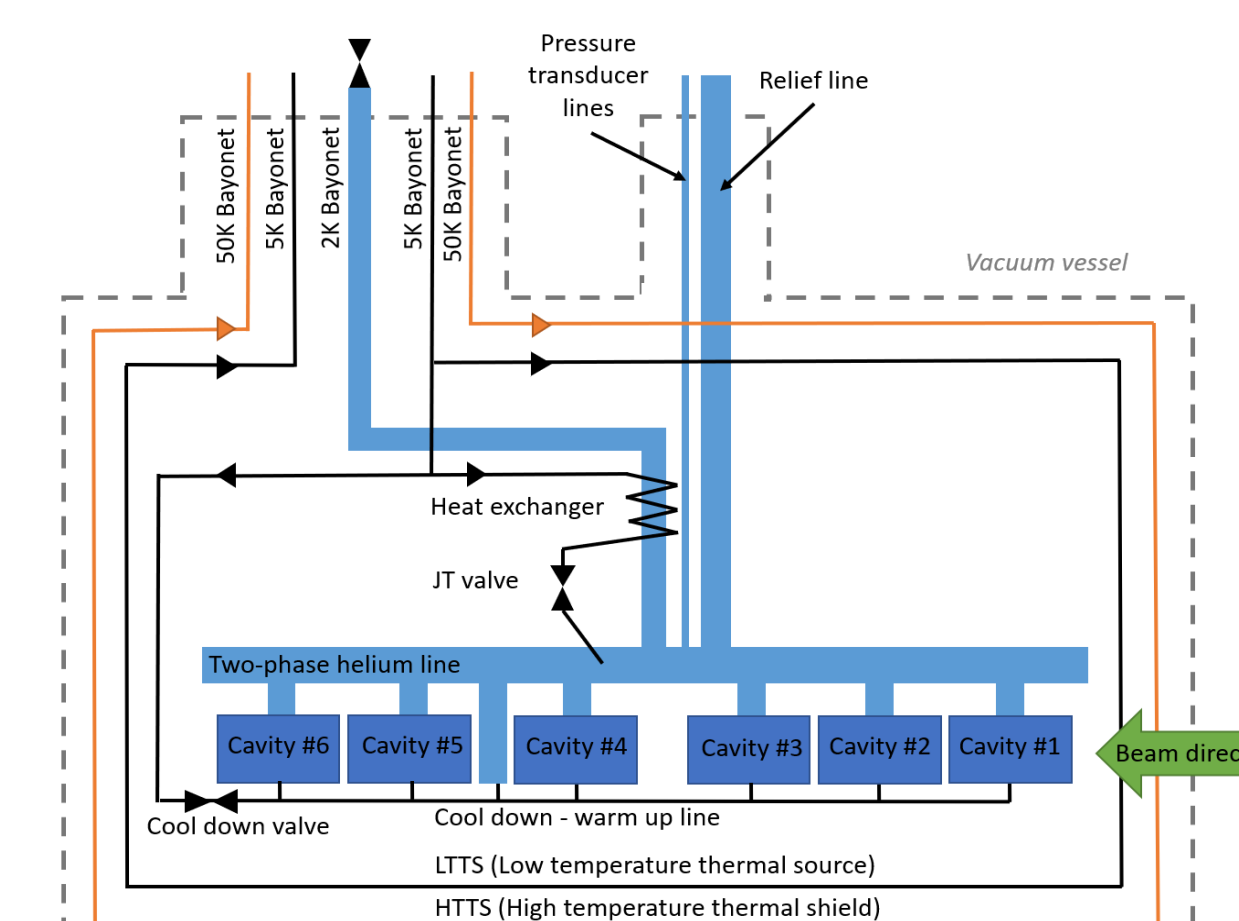 Pressure
transducer
lines
Relief line
50K Bayonet
5K Bayonet
2K Bayonet
5K Bayonet
50K Bayonet
Vacuum vessel
Heat exchanger
JT valve
Two-phase helium line
Cavity #6
Cavity #5
Cavity #4
Cavity #3
Cavity #2
Cavity #1
Beam direc
Cool down valve
Cool down - warm up line
LTTS (Low temperature thermal source)
HTTS (High temperature thermal shield)